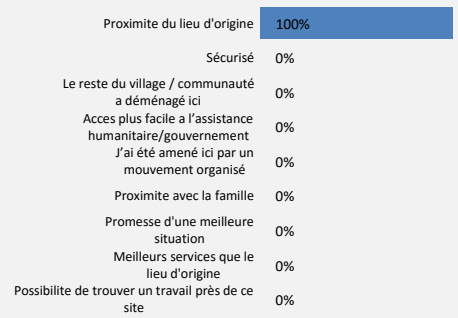 Proximite du lieu d'origine 100%
Sécurisé 0%
Le reste du village / communauté
a déménagé ici 0%
Acces plus facile a l’assistance
humanitaire/gouvernement 0%
J’ai été amené ici par un
mouvement organisé 0%
Proximite avec la famille 0%
Promesse d'une meilleure
situation 0%
Meilleurs services que le
lieu d'origine 0%
Possibilite de trouver un travail près de ce
site 0%